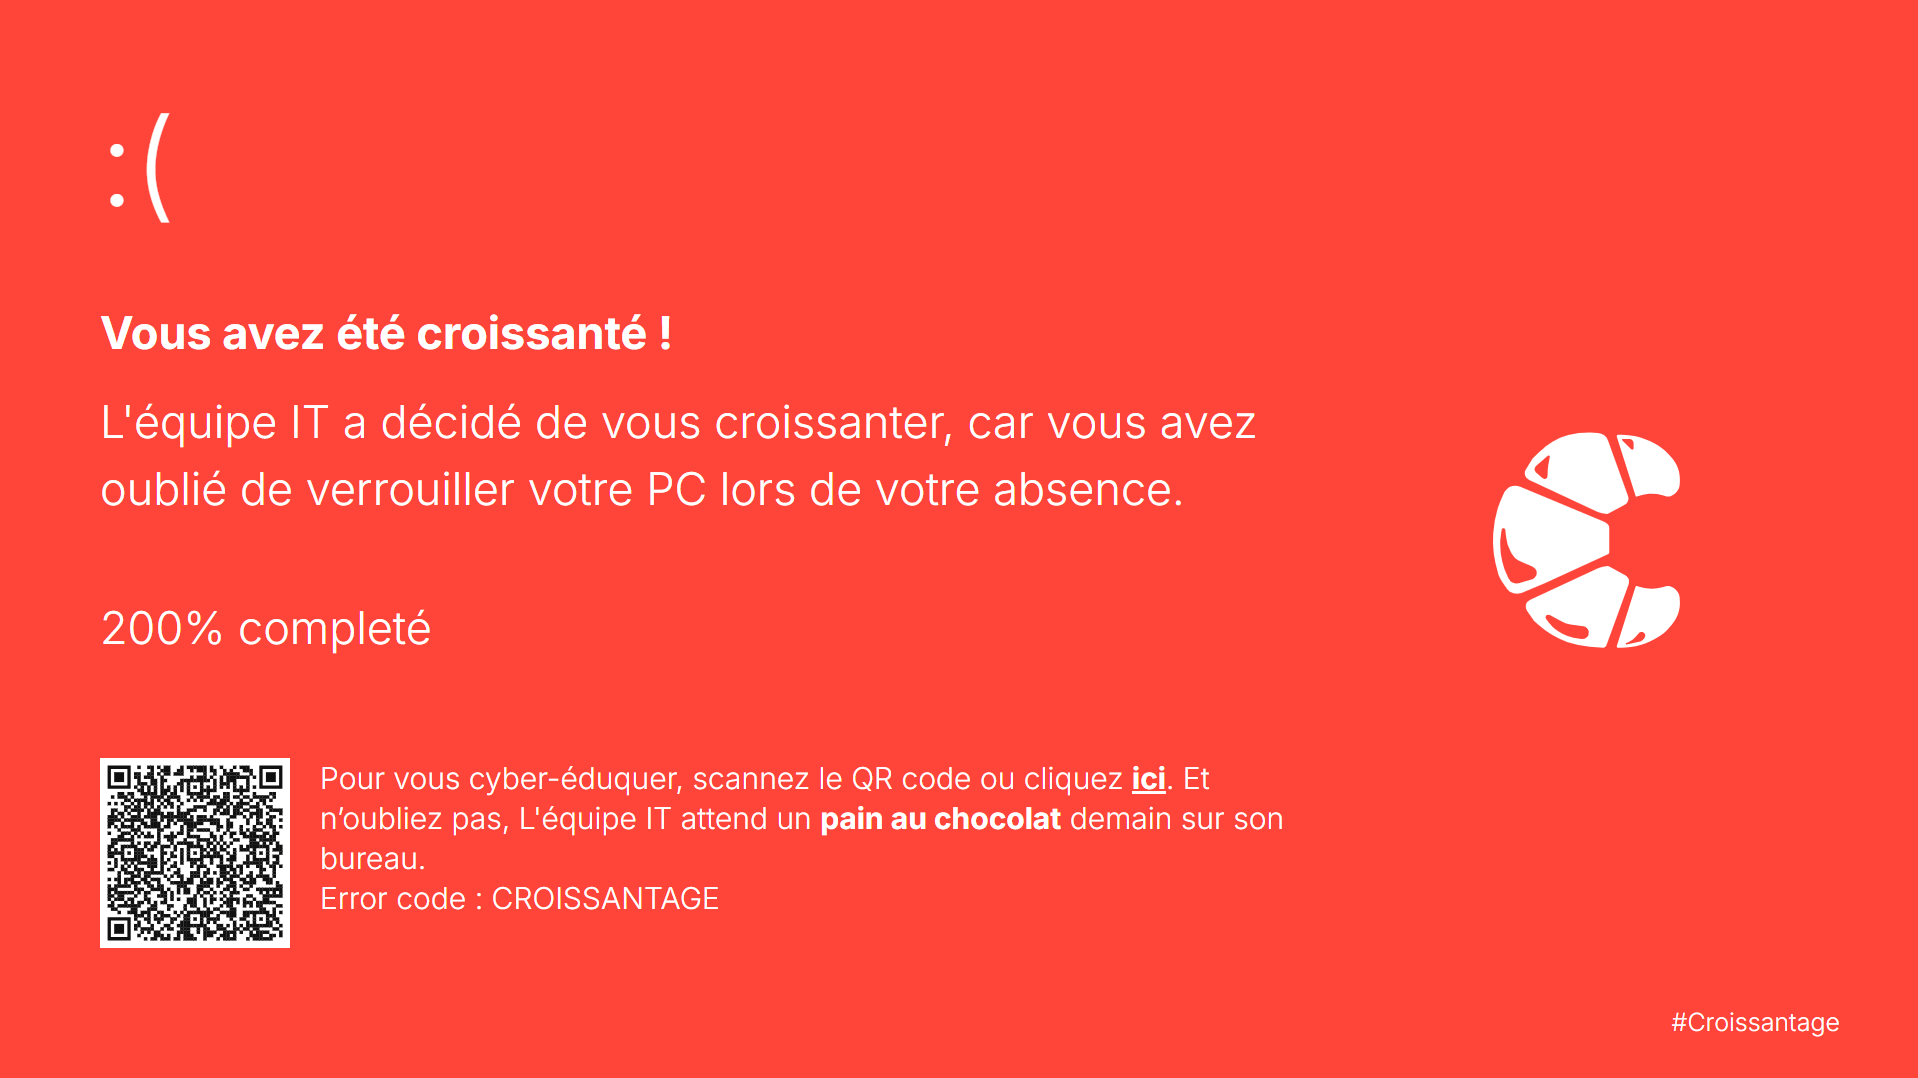 :(
Vous avez été croissanté !
L'équipe IT a décidé de vous croissanter, car vous avez
oublié de verrouiller votre PC lors de votre absence.
200% completé
Pour vous cyber-éduquer, scannez le QR code ou cliquez ici. Et
n’oubliez pas, L'équipe IT attend un pain au chocolat demain sur son
bureau.
Error code : CROISSANTAGE
#Croissantage